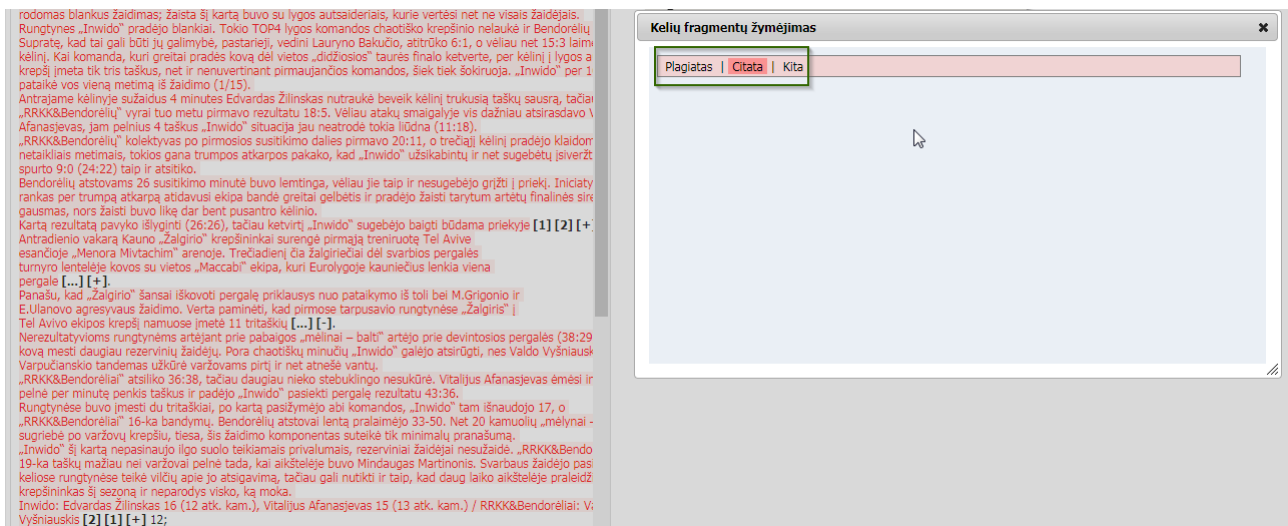 rodomas blankus žaidimas; žaista šį kartą buvo su lygos autsaideriais, kurie vertėsi net ne visais žaidėjais.
Rungtynes „Inwido“ pradėjo blankiai. Tokio TOP4 lygos komandos chaotiško krepšinio nelaukė ir Bendorėlių
Supratę, kad tai gali būti jų galimybė, pastarieji, vedini Lauryno Bakučio, atitrūko 6:1, o vėliau net 15:3
kėlinį. Kai komanda, kuri greitai pradės kovą dėl vietos „didžiosios“ taurės finalo ketverte, per kėlinį į lygos
krepšį įmeta tik tris taškus, net ir nenuvertinant pirmaujančios komandos, šiek tiek šokiruoja. „Inwido“ per
pataikė vos vieną metimą iš žaidimo (1/15).
Antrajame kėlinyje sužaidus 4 minutes Edvardas Žilinskas nutraukė beveik kėlinį trukusią taškų sausrą,
„RRKK&Bendorėlių“ vyrai tuo metu pirmavo rezultatu 18:5. Vėliau atakų smaigalyje vis dažniau atsirasdavo
Afanasjevas, jam pelnius 4 taškus „Inwido“ situacija jau neatrodė tokia liūdna (11:18).
„RRKK&Bendorėlių“ kolektyvas po pirmosios susitikimo dalies pirmavo 20:11, o trečiąjį kėlinį pradėjo
netaikliais metimais, tokios gana trumpos atkarpos pakako, kad „Inwido“ užsikabintų ir net sugebėtų
spurto 9:0 (24:22) taip ir atsitiko.
Bendorėlių atstovams 26 susitikimo minutė buvo lemtinga, vėliau jie taip ir nesugebėjo grįžti į priekį.
rankas per trumpą atkarpą atidavusi ekipa bandė greitai gelbėtis ir pradėjo žaisti tarytum artėtų finalinės
gausmas, nors žaisti buvo likę dar bent pusantro kėlinio.
Kartą rezultatą pavyko išlyginti (26:26), tačiau ketvirtį „Inwido“ sugebėjo baigti būdama priekyje [1] [2] [+
Antradienio vakarą Kauno „Žalgirio“ krepšininkai surengė pirmąją treniruotę Tel Avive
esančioje „Menora Mivtachim“ arenoje. Trečiadienį čia žalgiriečiai dėl svarbios pergalės
turnyro lentelėje kovos su vietos „Maccabi“ ekipa, kuri Eurolygoje kauniečius lenkia viena
pergale [...] [+].
Panašu, kad „Žalgirio“ šansai iškovoti pergalę priklausys nuo pataikymo iš toli bei M.Grigonio ir
E.Ulanovo agresyvaus žaidimo. Verta paminėti, kad pirmose tarpusavio rungtynėse „Žalgiris“ į
Tel Avivo ekipos krepšį namuose įmetė 11 tritaškių [...] [-].
Nerezultatyvioms rungtynėms artėjant prie pabaigos „mėlinai – balti“ artėjo prie devintosios pergalės (38:29
kovą mesti daugiau rezervinių žaidėjų. Pora chaotiškų minučių „Inwido“ galėjo atsirūgti, nes Valdo
Varpučianskio tandemas užkūrė varžovams pirtį ir net atnešė vantų.
„RRKK&Bendorėliai“ atsiliko 36:38, tačiau daugiau nieko stebuklingo nesukūrė. Vitalijus Afanasjevas ėmėsi
pelnė per minutę penkis taškus ir padėjo „Inwido“ pasiekti pergalę rezultatu 43:36.
Rungtynėse buvo įmesti du tritaškiai, po kartą pasižymėjo abi komandos, „Inwido“ tam išnaudojo 17, o
„RRKK&Bendorėliai“ 16-ka bandymų. Bendorėlių atstovai lentą pralaimėjo 33-50. Net 20 kamuolių „mėlynai
sugriebė po varžovų krepšiu, tiesa, šis žaidimo komponentas suteikė tik minimalų pranašumą.
„Inwido“ šį kartą nepasinaujo ilgo suolo teikiamais privalumais, rezerviniai žaidėjai nesužaidė.
19-ka taškų mažiau nei varžovai pelnė tada, kai aikštelėje buvo Mindaugas Martinonis. Svarbaus žaidėjo
keliose rungtynėse teikė vilčių apie jo atsigavimą, tačiau gali nutikti ir taip, kad daug laiko aikštelėje
krepšininkas šį sezoną ir neparodys visko, ką moka.
Inwido: Edvardas Žilinskas 16 (12 atk. kam.), Vitalijus Afanasjevas 15 (13 atk. kam.) / RRKK&Bendorėliai:
Vyšniauskis [2] [1] [+] 12;
Kelių fragmentų žymėjimas
Plagiatas | Citata | Kita